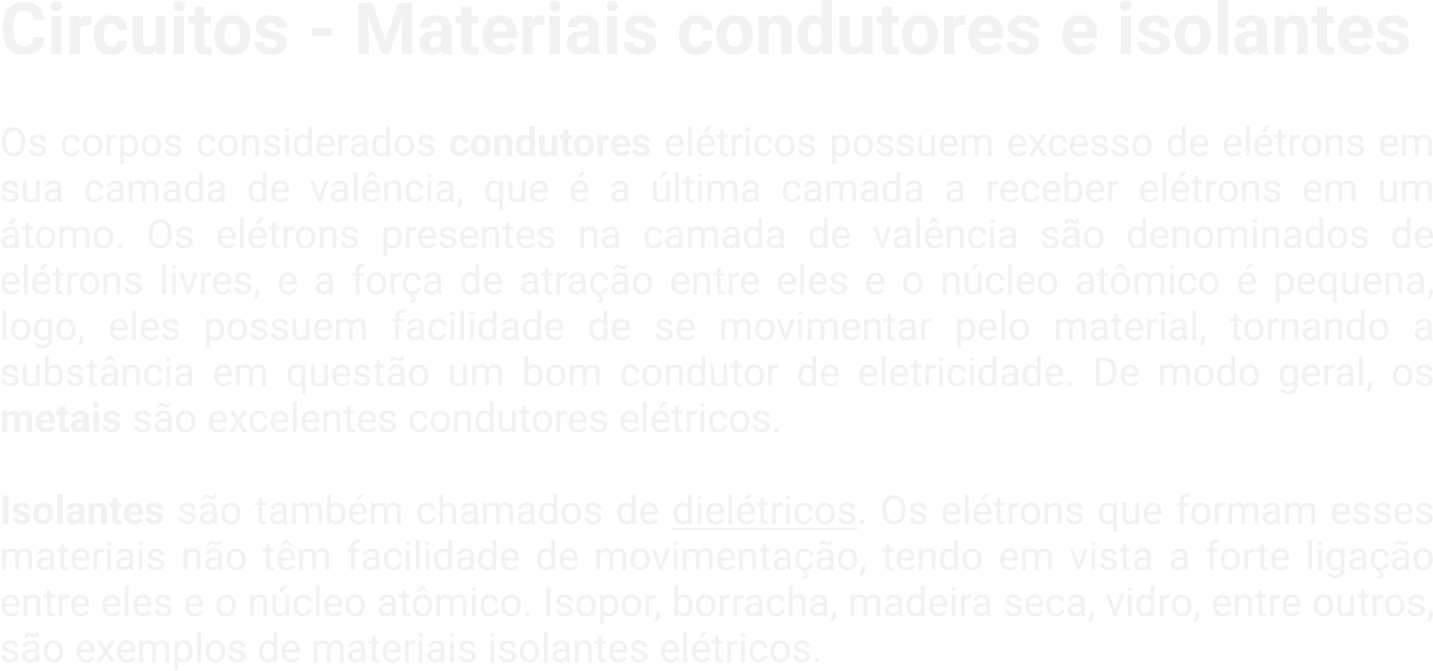 Circuitos - Materiais condutores e isolantes
Os corpos considerados condutores elétricos possuem excesso de elétrons em
sua camada de valência, que é a última camada a receber elétrons em um
átomo. Os elétrons presentes na camada de valência são denominados de
elétrons livres, e a força de atração entre eles e o núcleo atômico é pequena,
logo, eles possuem facilidade de se movimentar pelo material, tornando a
substância em questão um bom condutor de eletricidade. De modo geral, os
metais são excelentes condutores elétricos.
Isolantes são também chamados de dielétricos. Os elétrons que formam esses
materiais não têm facilidade de movimentação, tendo em vista a forte ligação
entre eles e o núcleo atômico. Isopor, borracha, madeira seca, vidro, entre outros,
são exemplos de materiais isolantes elétricos.